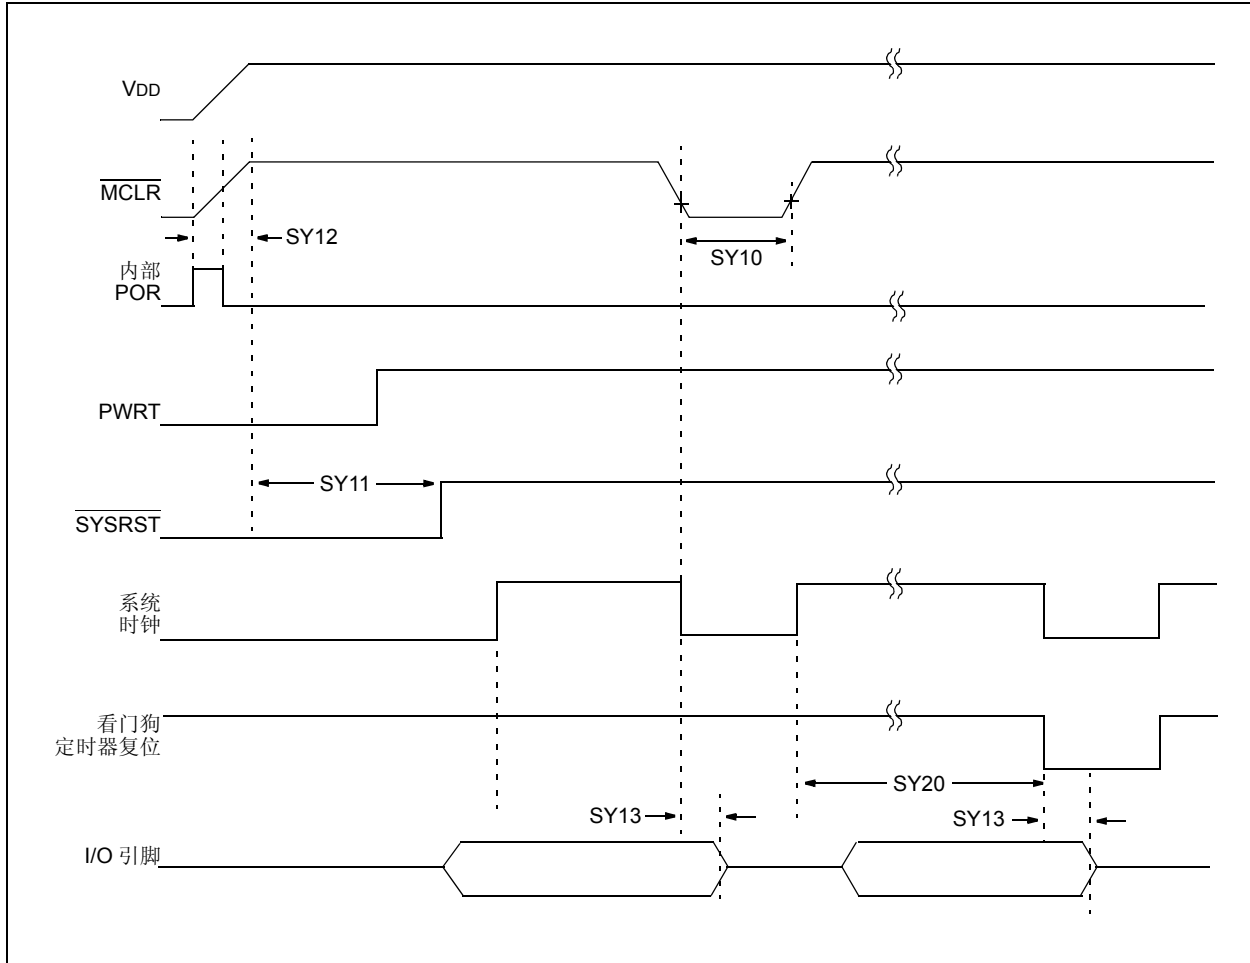 VDD
MCLR
SY12
SY10
内部
POR
PWRT
SY11
SYSRST
系统
时钟
看门狗
定时器复位
SY20
SY13
SY13
I/O 引脚